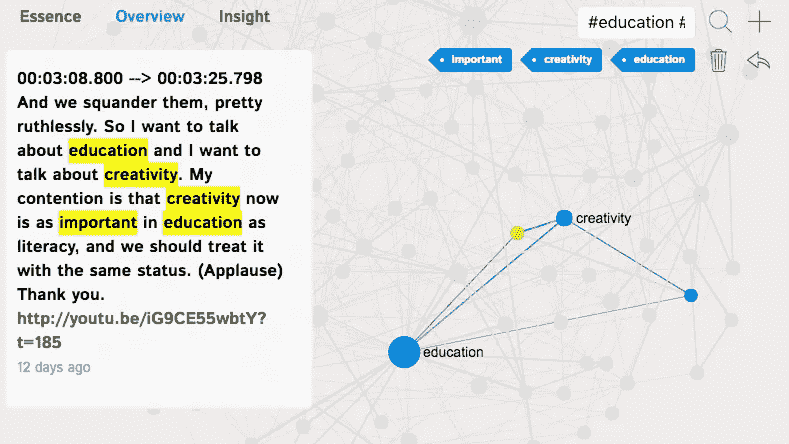 Essence Overview Insight
#education #
important creativity education
00:03:08.800 --> 00:03:25.798
And we squander them, pretty
ruthlessly. So I want to talk
about education and I want to
talk about creativity. My
contention is that creativity now
is as important in education as
literacy, and we should treat it
with the same status. (Applause)
Thank you.
http://youtu.be/iG9CE55wbtY?
t=185
12 days ago
creativity
education